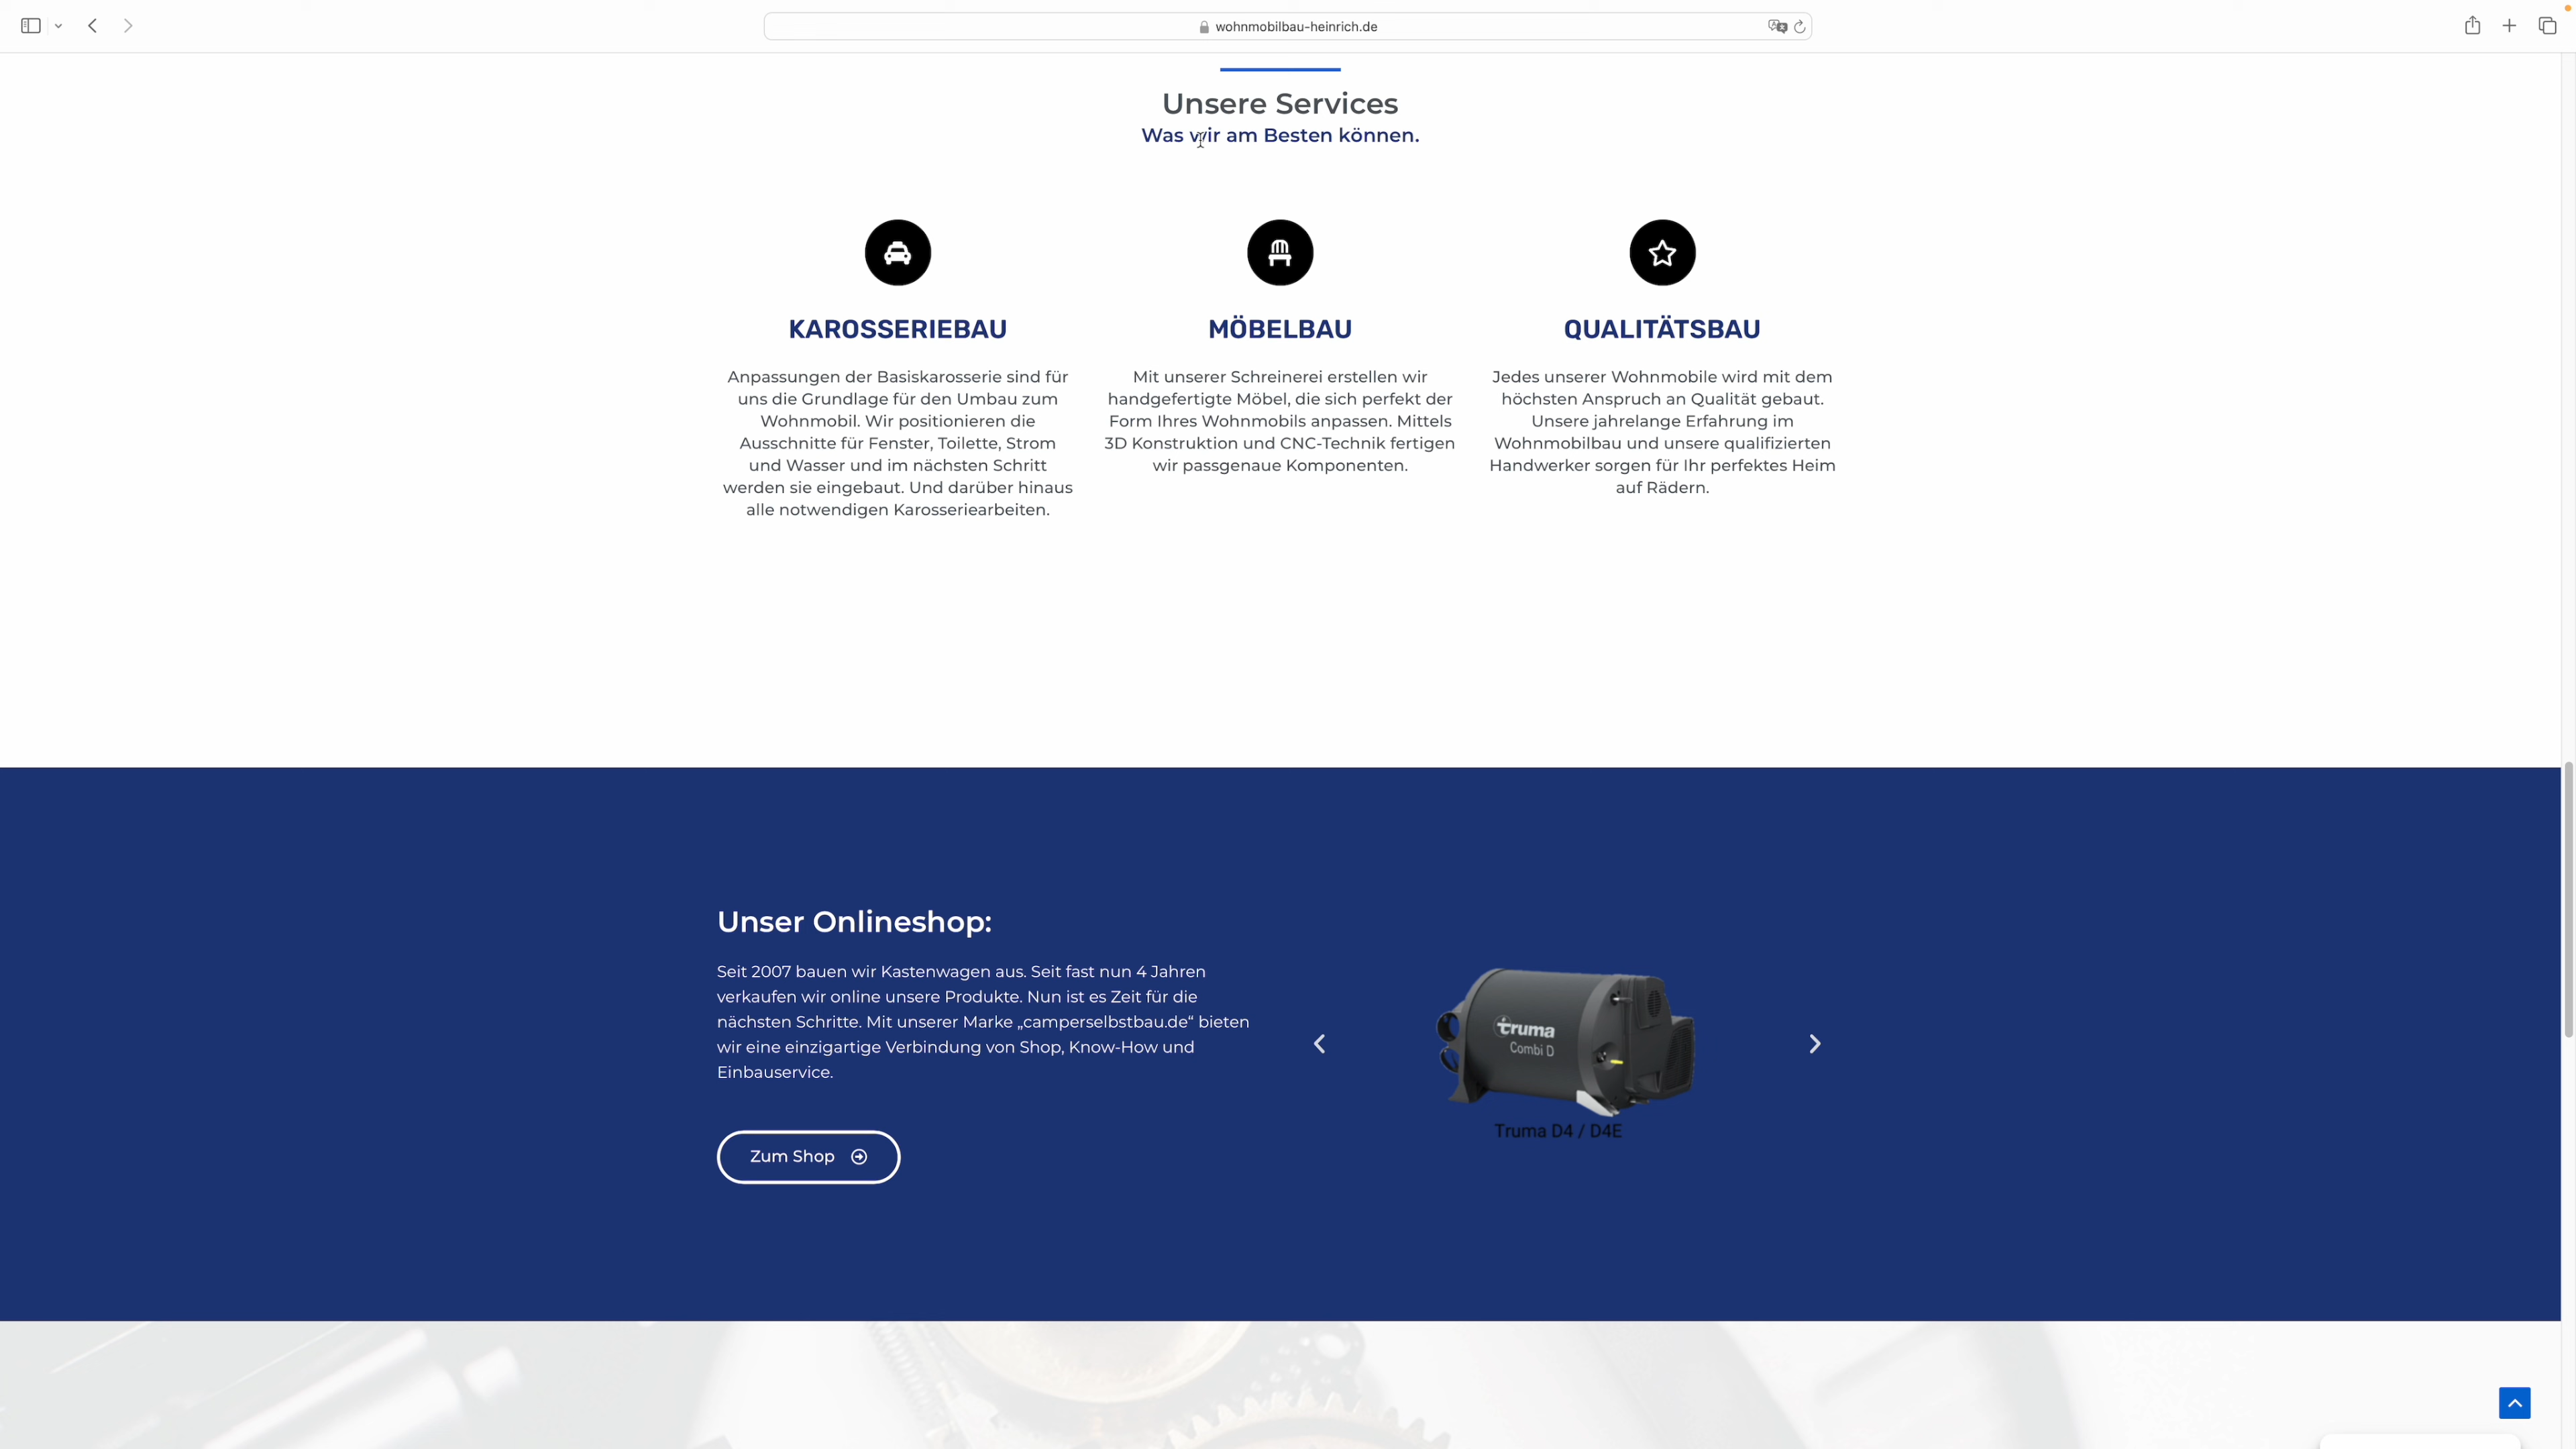 wohnmobilbau-heinrich.de
Unsere Services
Was wir am Besten können.
KAROSSERIEBAU
Anpassungen der Basiskarosserie sind für
uns die Grundlage für den Umbau zum
Wohnmobil. Wir positionieren die
Ausschnitte für Fenster, Toilette, Strom
und Wasser und im nächsten Schritt
werden sie eingebaut. Und darüber hinaus
alle notwendigen Karosseriearbeiten.
MÖBELBAU
Mit unserer Schreinerei erstellen wir
handgefertigte Möbel, die sich perfekt der
Form Ihres Wohnmobils anpassen. Mittels
3D Konstruktion und CNC-Technik fertigen
wir passgenaue Komponenten.
QUALITÄTSBAU
Jedes unserer Wohnmobile wird mit dem
höchsten Anspruch an Qualität gebaut.
Unsere jahrelange Erfahrung im
Wohnmobilbau und unsere qualifizierten
Handwerker sorgen für Ihr perfektes Heim
auf Rädern.
Unser Onlineshop:
Seit 2007 bauen wir Kastenwagen aus. Seit fast nun 4 Jahren
verkaufen wir online unsere Produkte. Nun ist es Zeit für die
nächsten Schritte. Mit unserer Marke „camperselbstbau.de“ bieten
wir eine einzigartige Verbindung von Shop, Know-How und
Einbauservice.
Zum Shop
truma
Combi D
Truma D4 / D4E